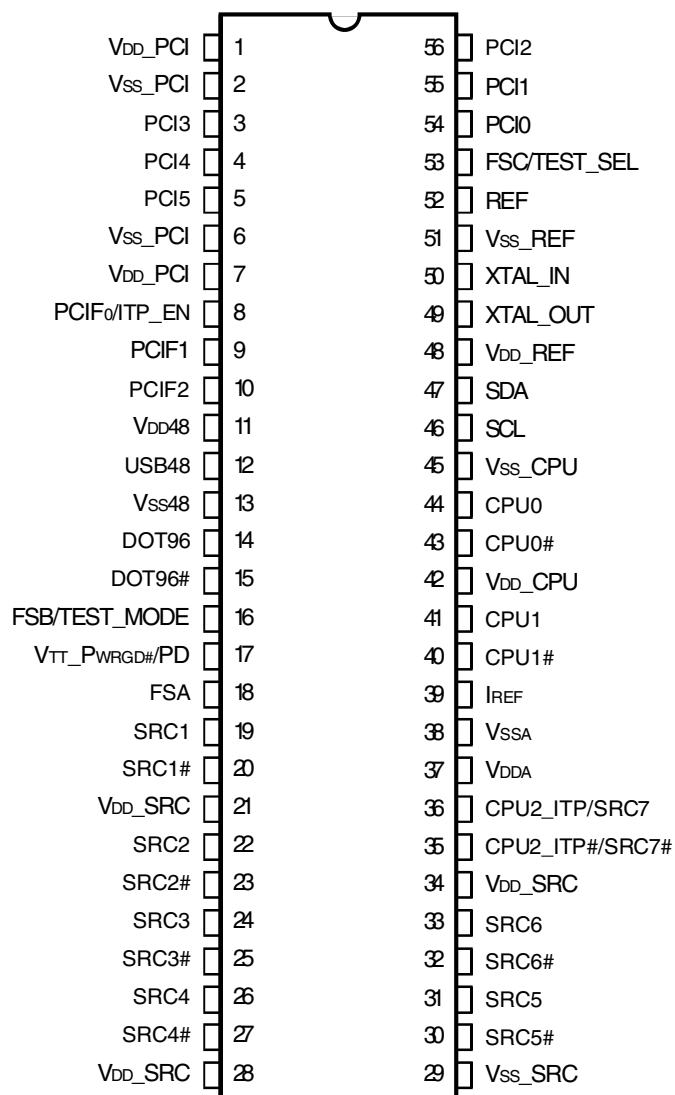 VDD_PCI 1 56 PCI2
VSS_PCI 2 55 PCI1
PCI3 3 54 PCI0
PCI4 4 53 FSC/TEST_SEL
PCI5 5 52 REF
VSS_PCI 6 51 VSS_REF
VDD_PCI 7 50 XTAL_IN
PCIF0/ITP_EN 8 49 XTAL_OUT
PCIF1 9 48 VDD_REF
PCIF2 10 47 SDA
VDD48 11 46 SCL
USB48 12 45 VSS_CPU
VSS48 13 44 CPU0
DOT96 14 43 CPU0#
DOT96# 15 42 VDD_CPU
FSB/TEST_MODE 16 41 CPU1
VTT_PWRGD#/PD 17 40 CPU1#
FSA 18 39 IREF
SRC1 19 38 VSSA
SRC1# 20 37 VDDA
VDD_SRC 21 36 CPU2_ITP/SRC7
SRC2 22 35 CPU2_ITP#/SRC7#
SRC2# 23 34 VDD_SRC
SRC3 24 33 SRC6
SRC3# 25 32 SRC6#
SRC4 26 31 SRC5
SRC4# 27 30 SRC5#
VDD_SRC 28 29 VSS_SRC